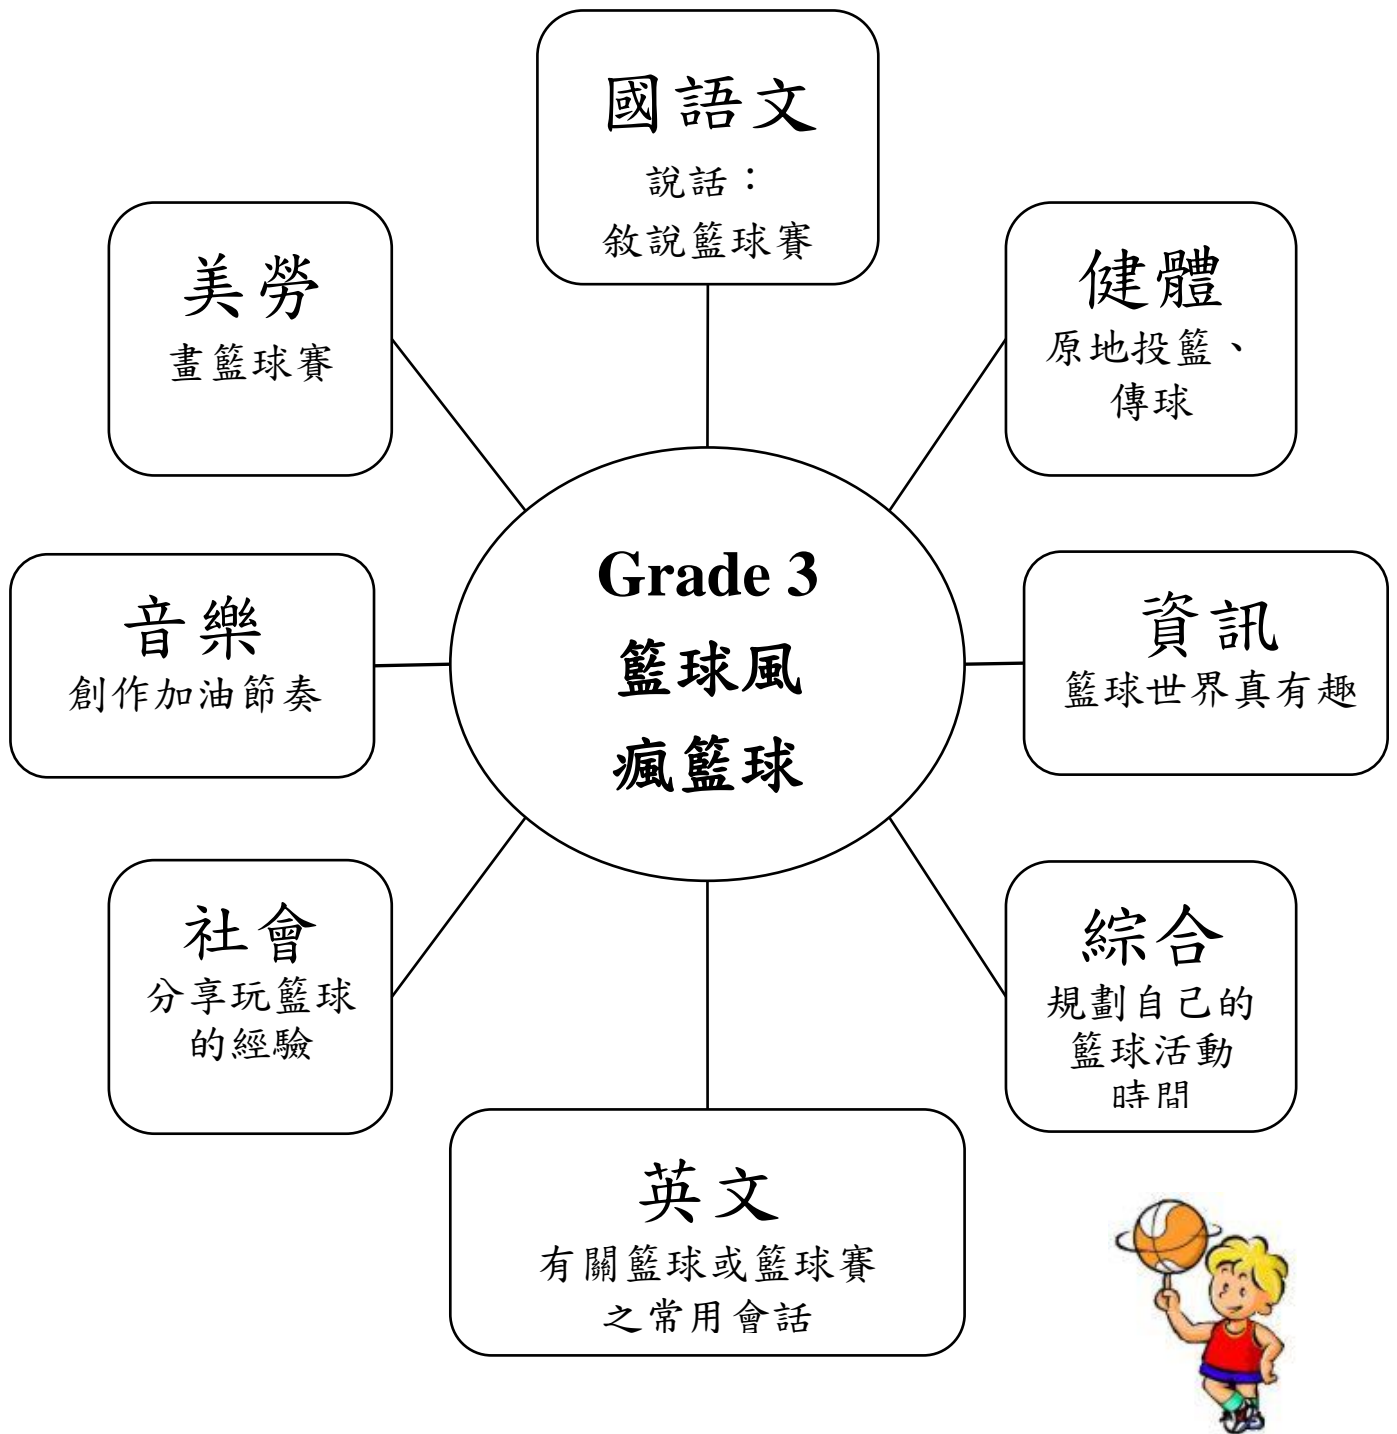 國語文
說話：
敘說籃球賽
美勞
畫籃球賽
健體
原地投籃、
傳球
Grade 3
籃球風
瘋籃球
音樂
創作加油節奏
資訊
籃球世界真有趣
社會
分享玩籃球
的經驗
綜合
規劃自己的
籃球活動
時間
英文
有關籃球或籃球賽
之常用會話